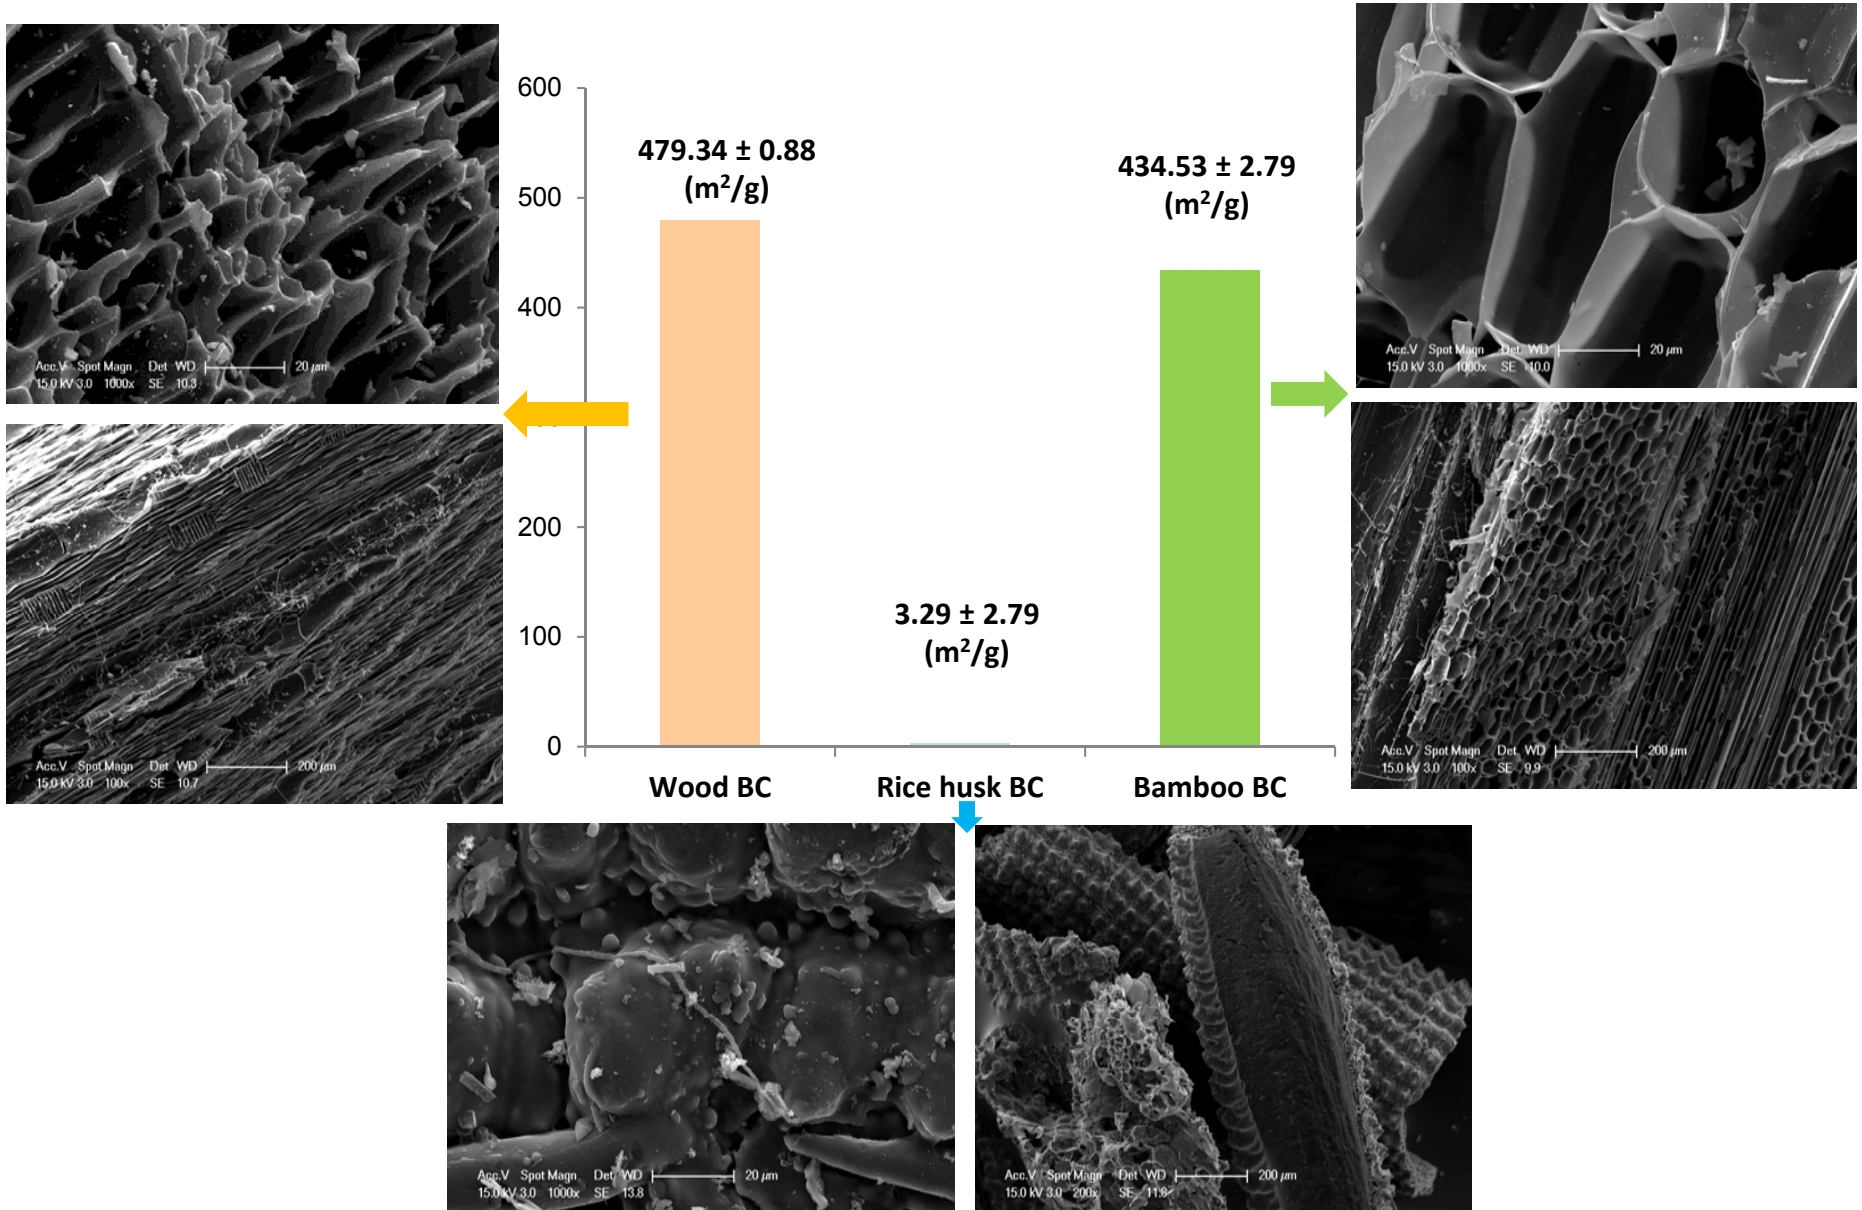 Acc.V Spot Magn Det WD 20 µm
15.0 kV 3.0 1000x SE 10.3
Acc.V Spot Magn Det WD 200 µm
15.0 kV 3.0 100x SE 10.7
600
500
400
200
100
0
479.34 ± 0.88
(m²/g)
3.29 ± 2.79
(m²/g)
434.53 ± 2.79
(m²/g)
Wood BC
Rice husk BC
Bamboo BC
Acc.V Spot Magn Det WD 20 µm
15.0 kV 3.0 1000x SE 10.0
Acc.V Spot Magn Det WD 200 µm
15.0 kV 3.0 100x SE 9.9
Acc.V Spot Magn Det WD 20 µm
15.0 kV 3.0 1000x SE 13.8
Acc.V Spot Magn Det WD 200 µm
15.0 kV 3.0 200x SE 11.8